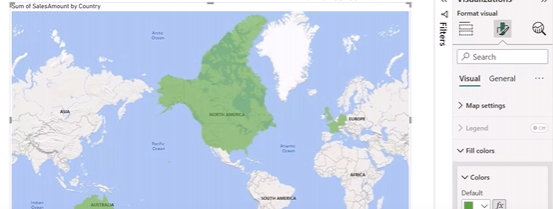 Sum of SalesAmount by Country
Arctic
Ocean
ASIA
NORTH AMERICA
EUROPE
Pacific
Ocean
Atlantic
Ocean
AFRICA
SOUTH AMERICA
Indian
AUSTRALIA
Filters
Visualizations
Format visual
Search
Visual
General
Map settings
Legend
Off
Fill colors
Colors
Default
fx